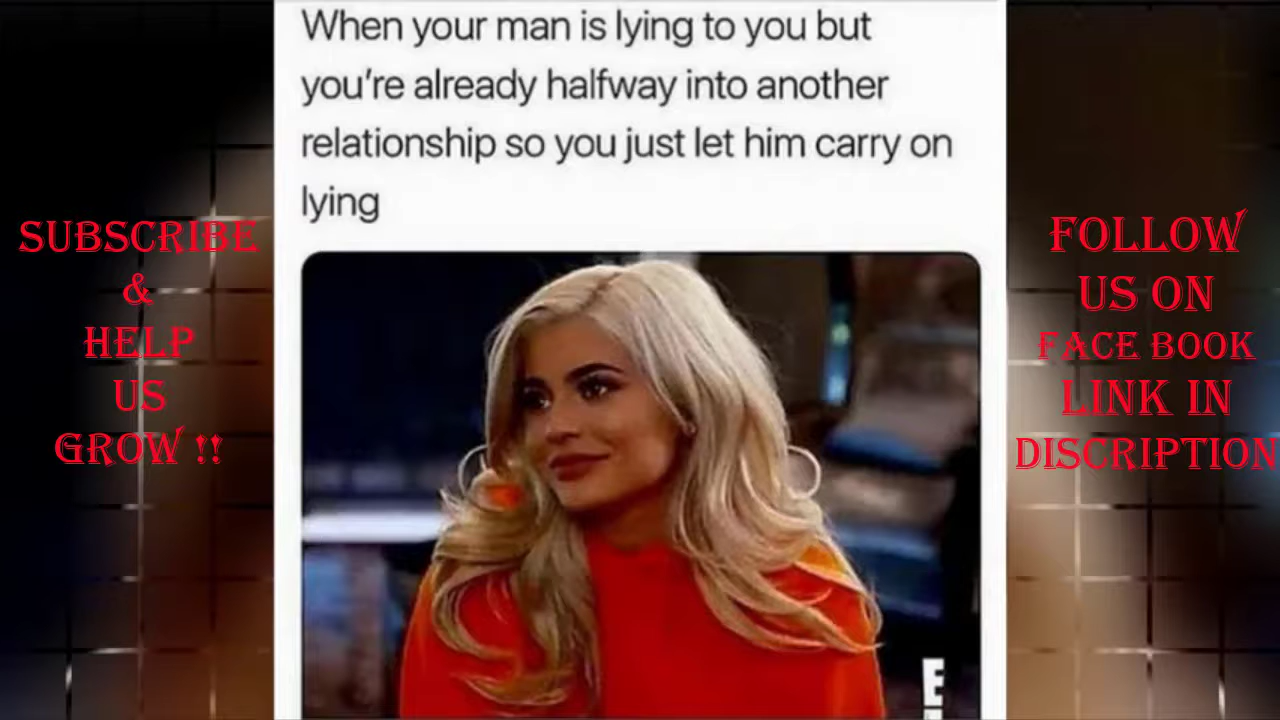 When your man is lying to you but
you're already halfway into another
relationship so you just let him carry on
lying
SUBSCRIBE
&
HELP
US
GROW !!
FOLLOW
US ON
FACE BOOK
LINK IN
DISCRIPTION
E